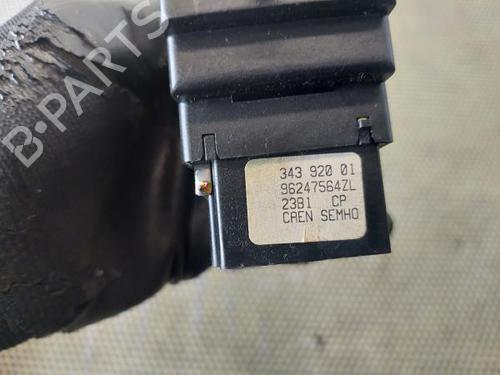 B-PARTS
343 920 01
96247564ZL
23B1 CP
CAEN SEMHO